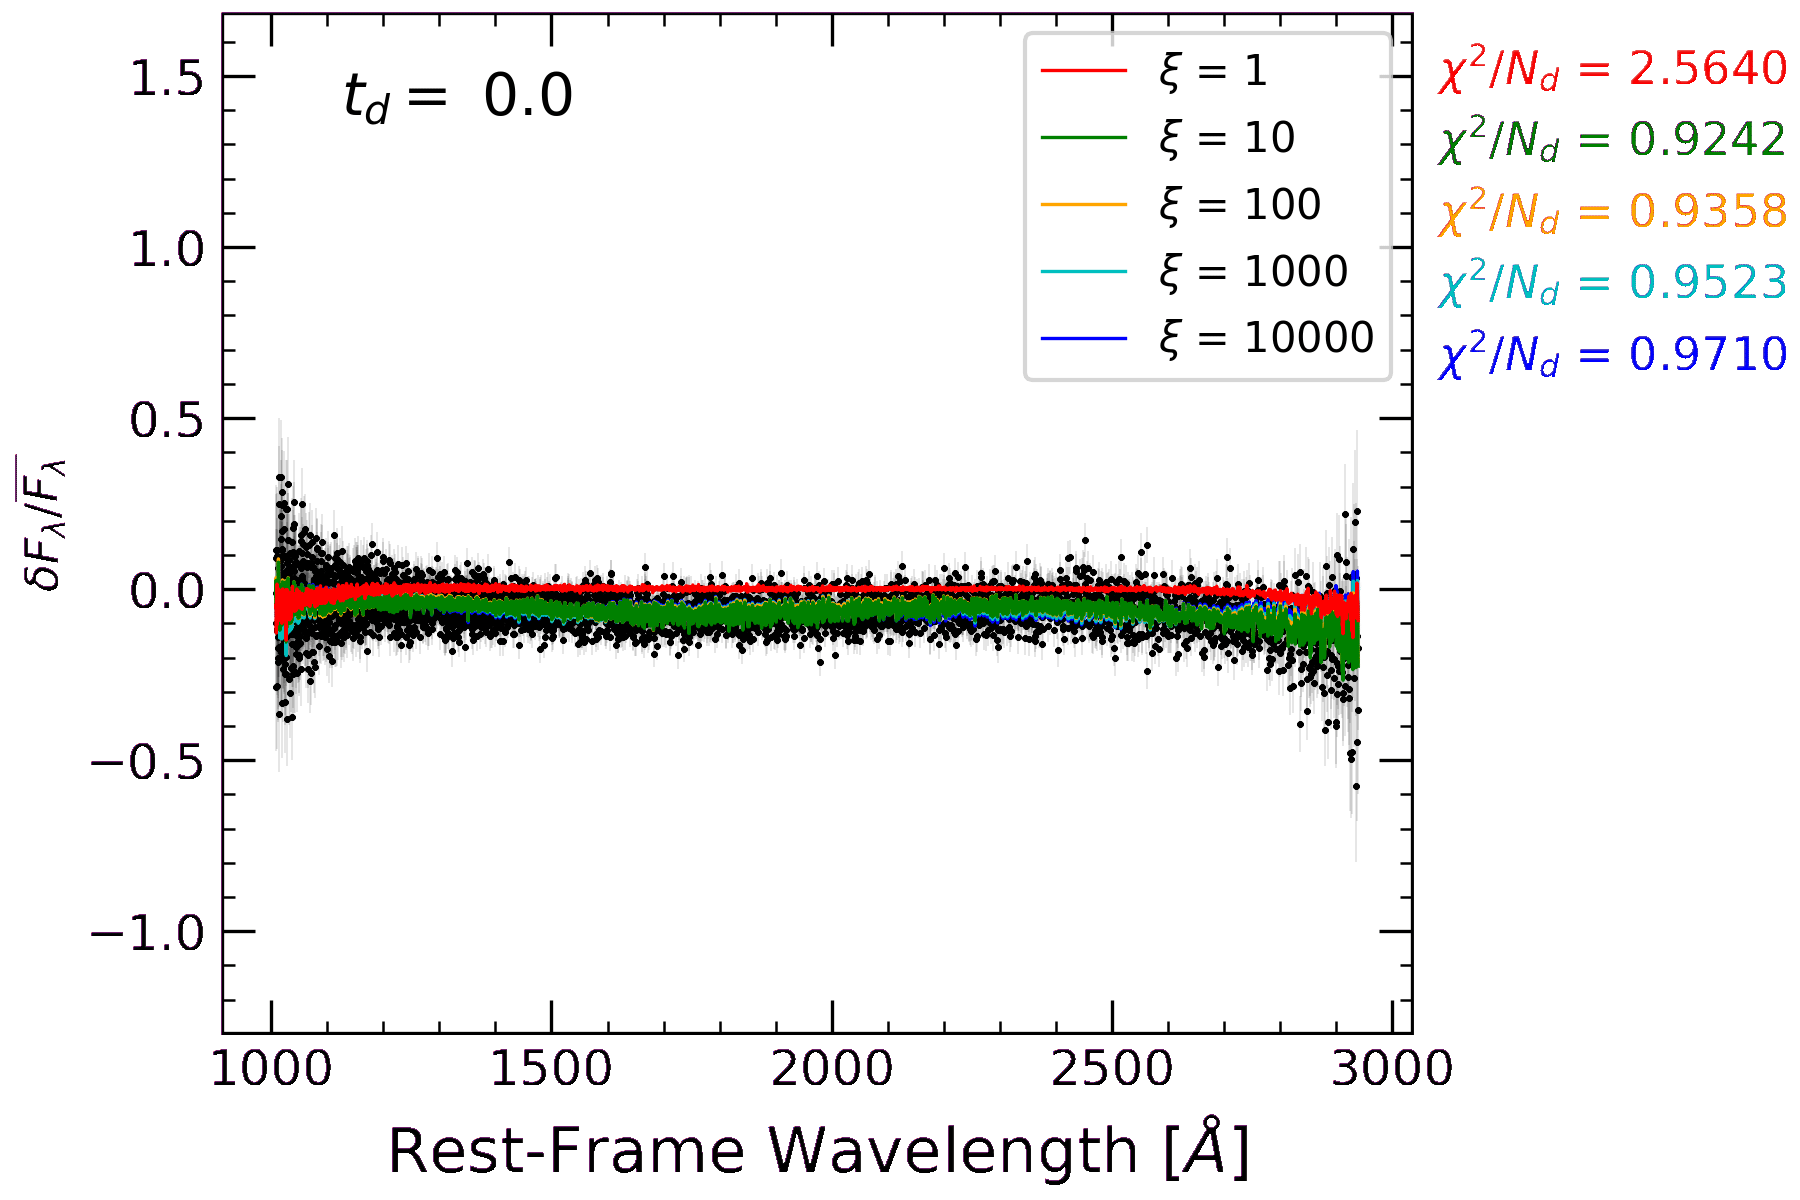 t_d = 0.0
ξ = 1
ξ = 10
ξ = 100
ξ = 1000
ξ = 10000
χ²/N_d = 2.5640
χ²/N_d = 0.9242
χ²/N_d = 0.9358
χ²/N_d = 0.9523
χ²/N_d = 0.9710
1.5
1.0
0.5
0.0
−0.5
−1.0
δF_λ/F̅_λ
1000 1500 2000 2500 3000
Rest-Frame Wavelength [Å]